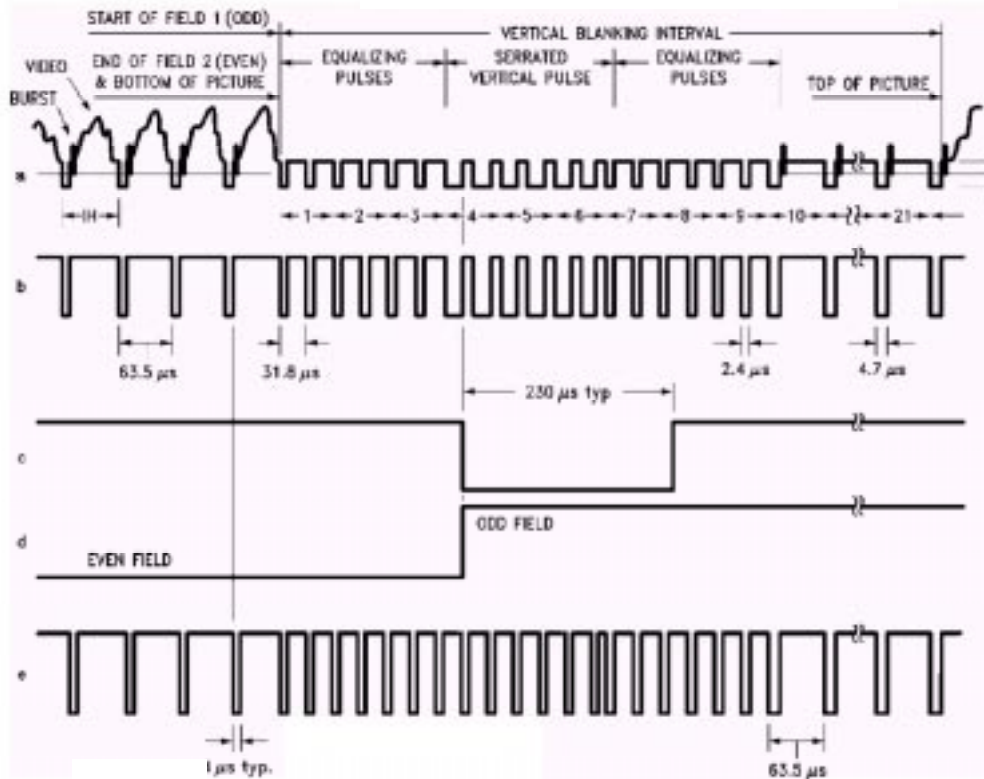 START OF FIELD 1 (ODD)
VERTICAL BLANKING INTERVAL
END OF FIELD 2 (EVEN)
& BOTTOM OF PICTURE
EQUALIZING
PULSES
SERRATED
VERTICAL PULSE
EQUALIZING
PULSES
TOP OF PICTURE
VIDEO
BURST
a
IH
1 2 3 4 5 6 7 8 9 10 21
b
63.5 μs
31.8 μs
2.4 μs
4.7 μs
230 μs typ
c
d
ODD FIELD
EVEN FIELD
e
μs typ.
63.5 μs